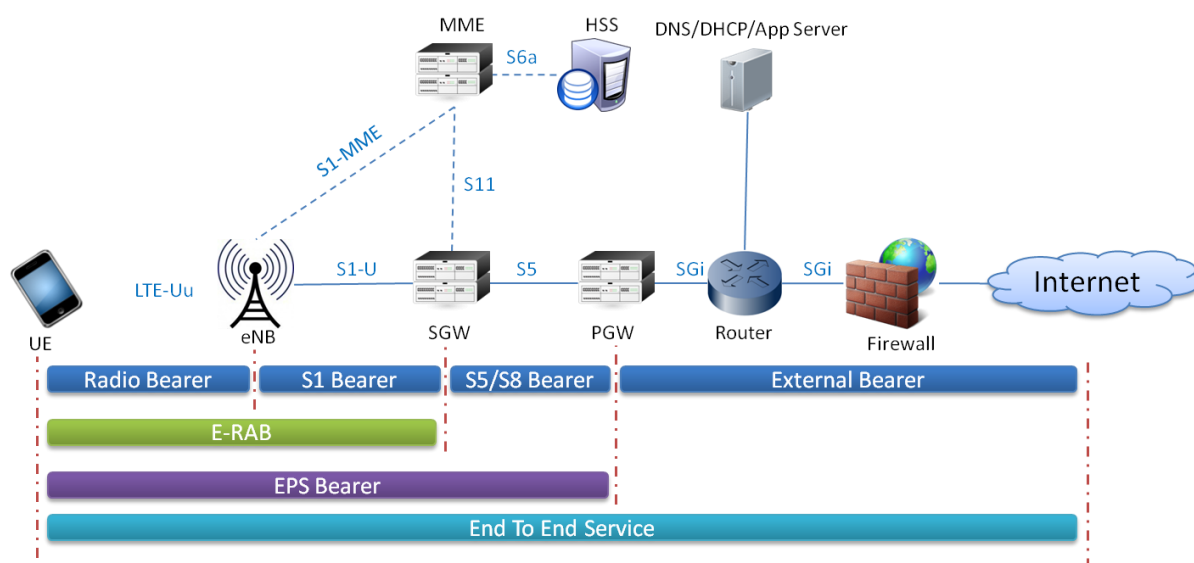 MME
HSS
DNS/DHCP/App Server
S6a
S1-MME
S11
LTE-Uu
S1-U
S5
SGi
SGi
Internet
UE
eNB
SGW
PGW
Router
Firewall
Radio Bearer
S1 Bearer
S5/S8 Bearer
External Bearer
E-RAB
EPS Bearer
End To End Service